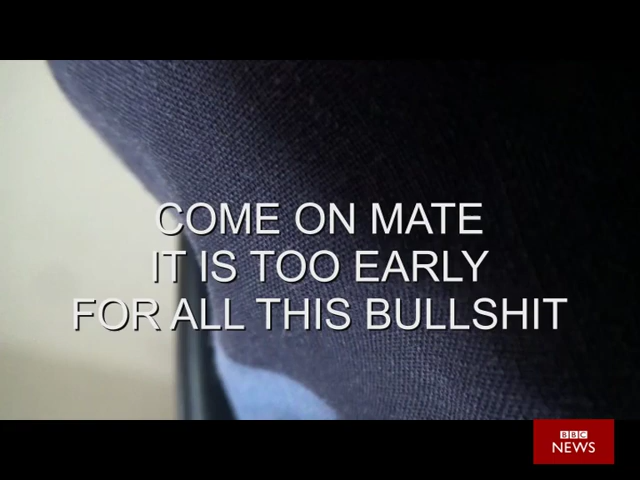 COME ON MATE
IT IS TOO EARLY
FOR ALL THIS BULLSHIT
BBC
NEWS